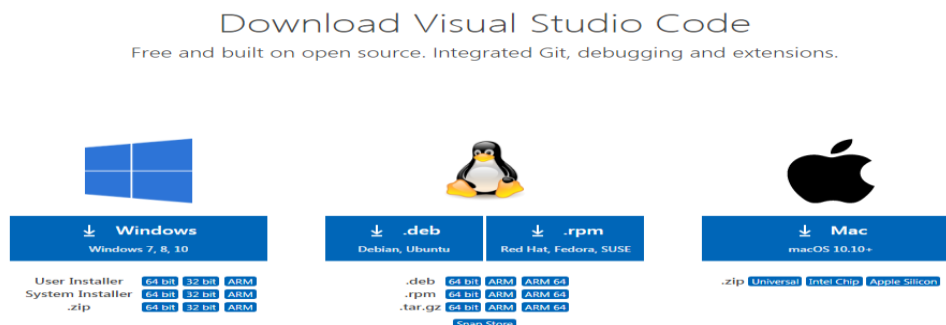 Download Visual Studio Code
Free and built on open source. Integrated Git, debugging and extensions.
Windows
Windows 7, 8, 10
User Installer 64 bit 32 bit ARM
System Installer 64 bit 32 bit ARM
.zip 64 bit 32 bit ARM
.deb
Debian, Ubuntu
.rpm
Red Hat, Fedora, SUSE
.deb 64 bit ARM ARM 64
.rpm 64 bit ARM ARM 64
.tar.gz 64 bit ARM ARM 64
Snap Store
Mac
macOS 10.10+
.zip Universal Intel Chip Apple Silicon